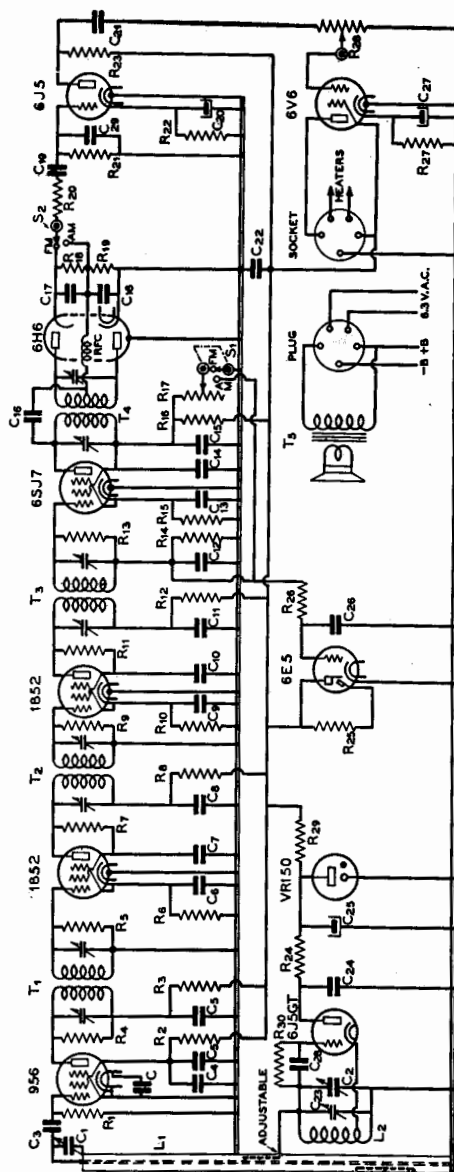 956
T1
1852
T2
1852
T3
6SJ7
T4
6H6
6J5
C3
C1
R1
L1
R4
C
C4
C5
R2
C5
R3
R5
R7
R6
C6
C7
C8
R8
R9
R10
C9
C10
R11
C11
R12
R13
C12
R14
R15
C13
C14
C15
R16
R17
C16
RFC
C17
C18
R19
FM
AM
S2
R20
C19
FM
S1
R21
C29
R22
C20
R23
C21
C22
ADJUSTABLE
R30
C28
C23
C2
L2
6J5GT
C24
R24
C25
VR150
R29
R25
6E5
C26
R26
T5
PLUG
-B +B
6.3 V. A.C.
SOCKET
HEATERS
6V6
R27
C27
R28